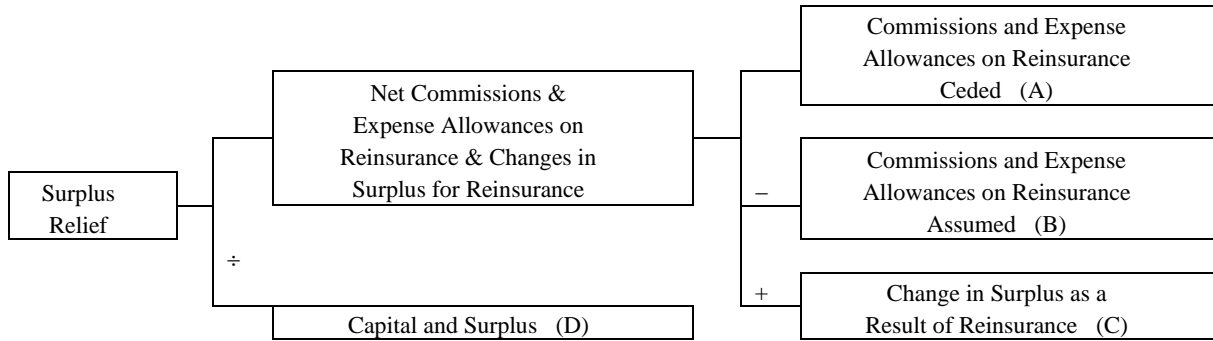 Surplus
Relief
÷
Net Commissions &
Expense Allowances on
Reinsurance & Changes in
Surplus for Reinsurance
Capital and Surplus (D)
−
+
Commissions and Expense
Allowances on Reinsurance
Ceded (A)
Commissions and Expense
Allowances on Reinsurance
Assumed (B)
Change in Surplus as a
Result of Reinsurance (C)